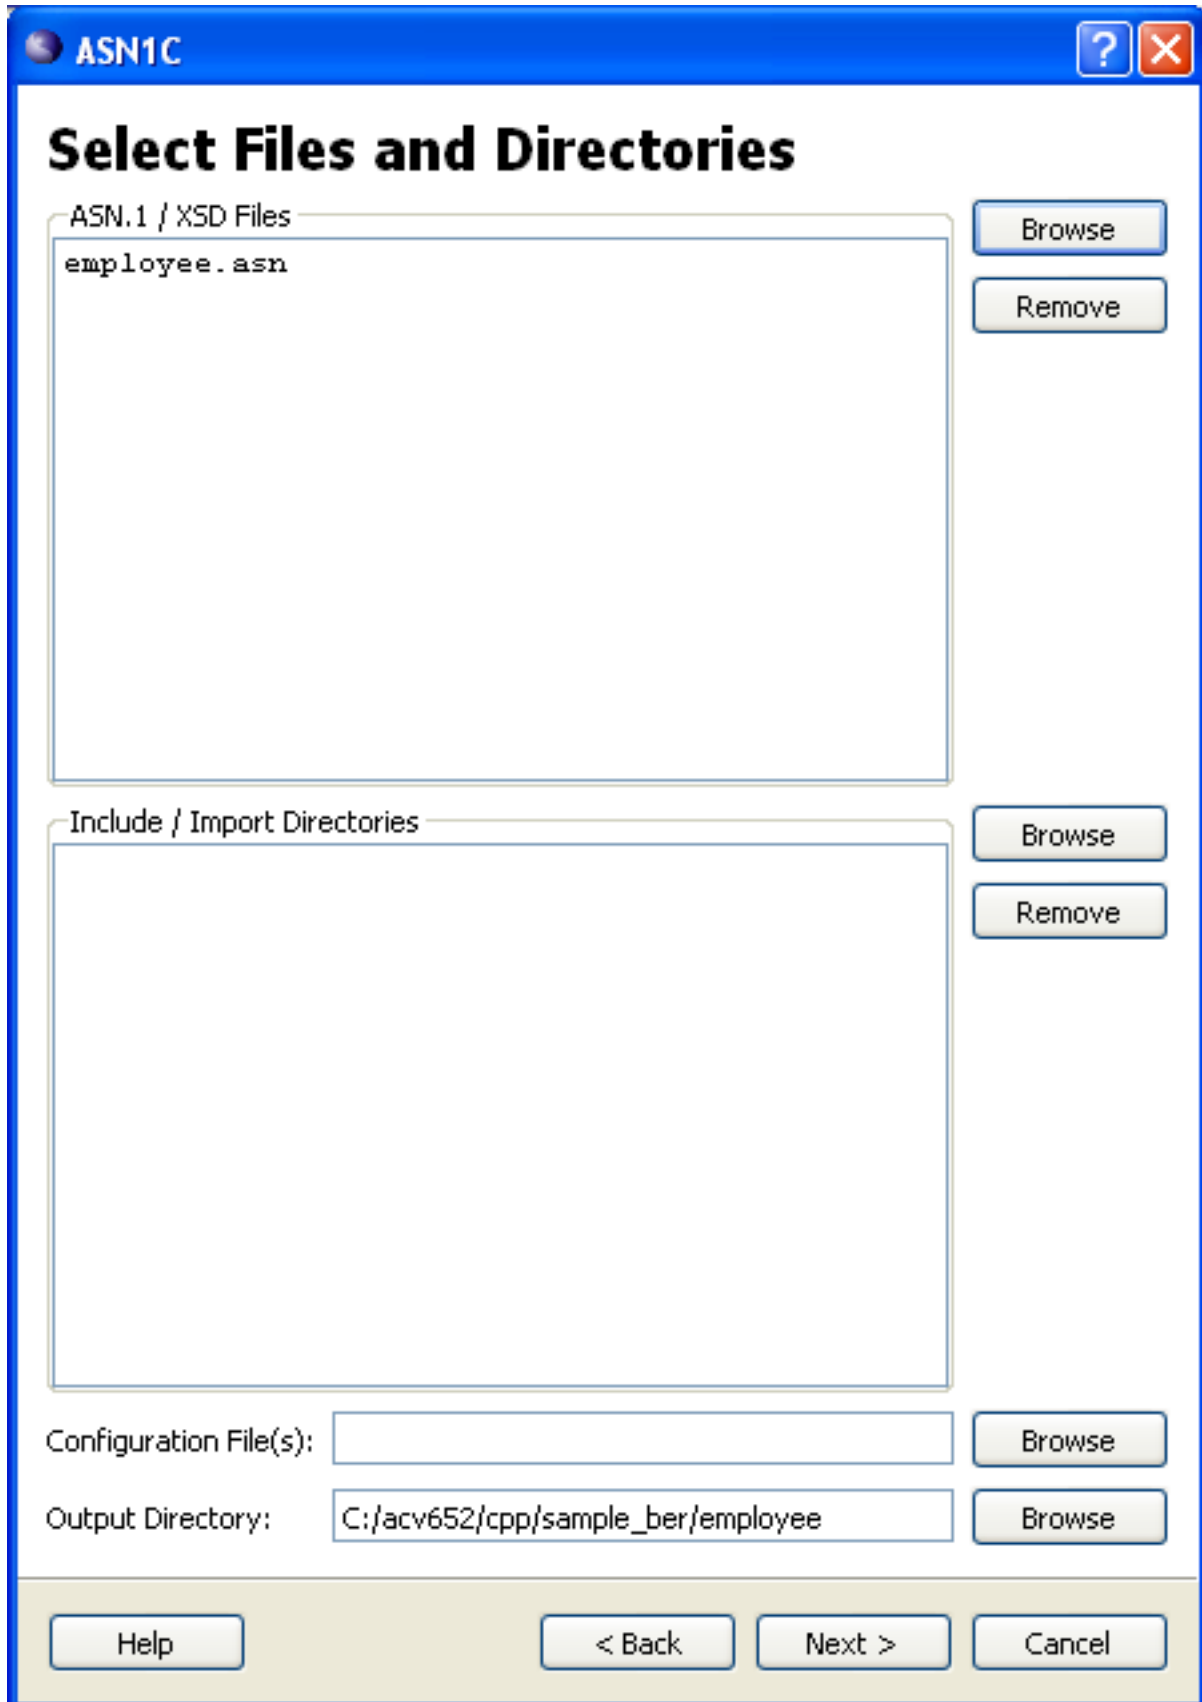 ASN1C
?
Select Files and Directories
ASN.1 / XSD Files
Browse
employee.asn
Remove
Include / Import Directories
Browse
Remove
Configuration File(s):
Browse
Output Directory:
C:/acv652/cpp/sample_ber/employee
Browse
Help
< Back
Next >
Cancel